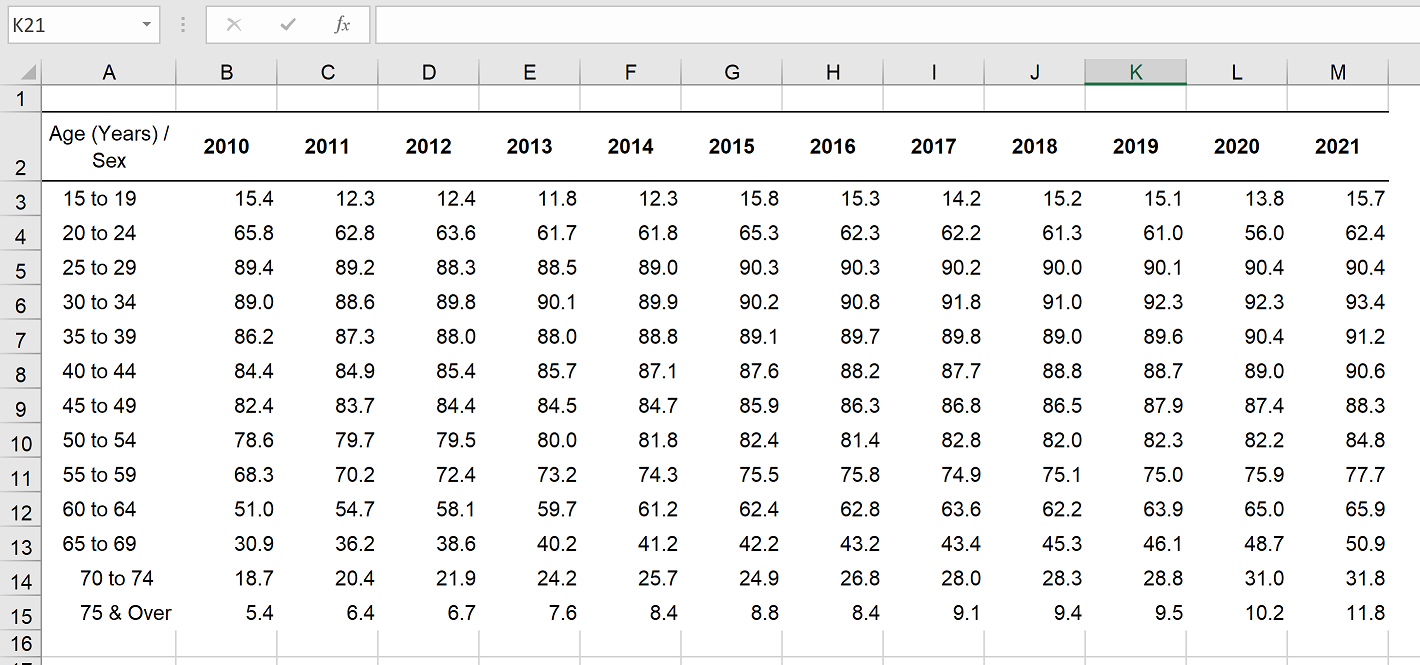 K21 fx
A B C D E F G H I J K L M
1
Age (Years) /
2 Sex 2010 2011 2012 2013 2014 2015 2016 2017 2018 2019 2020 2021
3 15 to 19 15.4 12.3 12.4 11.8 12.3 15.8 15.3 14.2 15.2 15.1 13.8 15.7
4 20 to 24 65.8 62.8 63.6 61.7 61.8 65.3 62.3 62.2 61.3 61.0 56.0 62.4
5 25 to 29 89.4 89.2 88.3 88.5 89.0 90.3 90.3 90.2 90.0 90.1 90.4 90.4
6 30 to 34 89.0 88.6 89.8 90.1 89.9 90.2 90.8 91.8 91.0 92.3 92.3 93.4
7 35 to 39 86.2 87.3 88.0 88.0 88.8 89.1 89.7 89.8 89.0 89.6 90.4 91.2
8 40 to 44 84.4 84.9 85.4 85.7 87.1 87.6 88.2 87.7 88.8 88.7 89.0 90.6
9 45 to 49 82.4 83.7 84.4 84.5 84.7 85.9 86.3 86.8 86.5 87.9 87.4 88.3
10 50 to 54 78.6 79.7 79.5 80.0 81.8 82.4 81.4 82.8 82.0 82.3 82.2 84.8
11 55 to 59 68.3 70.2 72.4 73.2 74.3 75.5 75.8 74.9 75.1 75.0 75.9 77.7
12 60 to 64 51.0 54.7 58.1 59.7 61.2 62.4 62.8 63.6 62.2 63.9 65.0 65.9
13 65 to 69 30.9 36.2 38.6 40.2 41.2 42.2 43.2 43.4 45.3 46.1 48.7 50.9
14 70 to 74 18.7 20.4 21.9 24.2 25.7 24.9 26.8 28.0 28.3 28.8 31.0 31.8
15 75 & Over 5.4 6.4 6.7 7.6 8.4 8.8 8.4 9.1 9.4 9.5 10.2 11.8
16